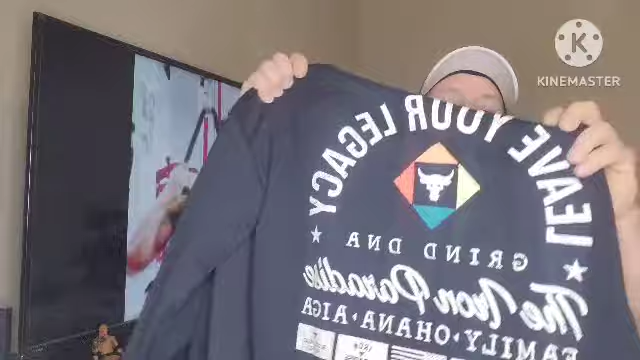 KINEMASTER
LEAVE YOUR LEGACY
GRIND DNA
The Iron Paradise
FAMILY·OHANA·AIGA